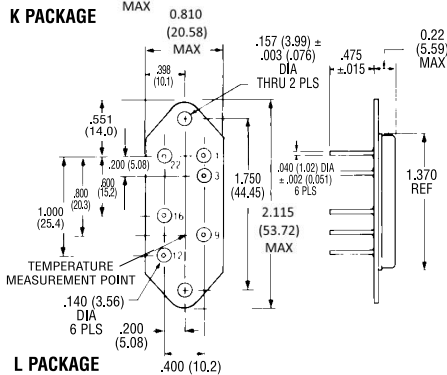 K PACKAGE
MAX
0.810
(20.58)
MAX
.157 (3.99) ±
.003 (.076)
DIA
THRU 2 PLS
.475
±.015
0.22
(5.59)
MAX
.398
(10.1)
.551
(14.0)
.200 (5.08)
22
1
3
.040 (1.02) DIA
± .002 (0.051)
6 PLS
1.370
REF
1.750
(44.45)
.600
(15.2)
.800
(20.3)
1.000
(25.4)
16
2.115
(53.72)
MAX
9
TEMPERATURE
MEASUREMENT POINT
12
.140 (3.56)
DIA
6 PLS
.200
(5.08)
.400 (10.2)
L PACKAGE